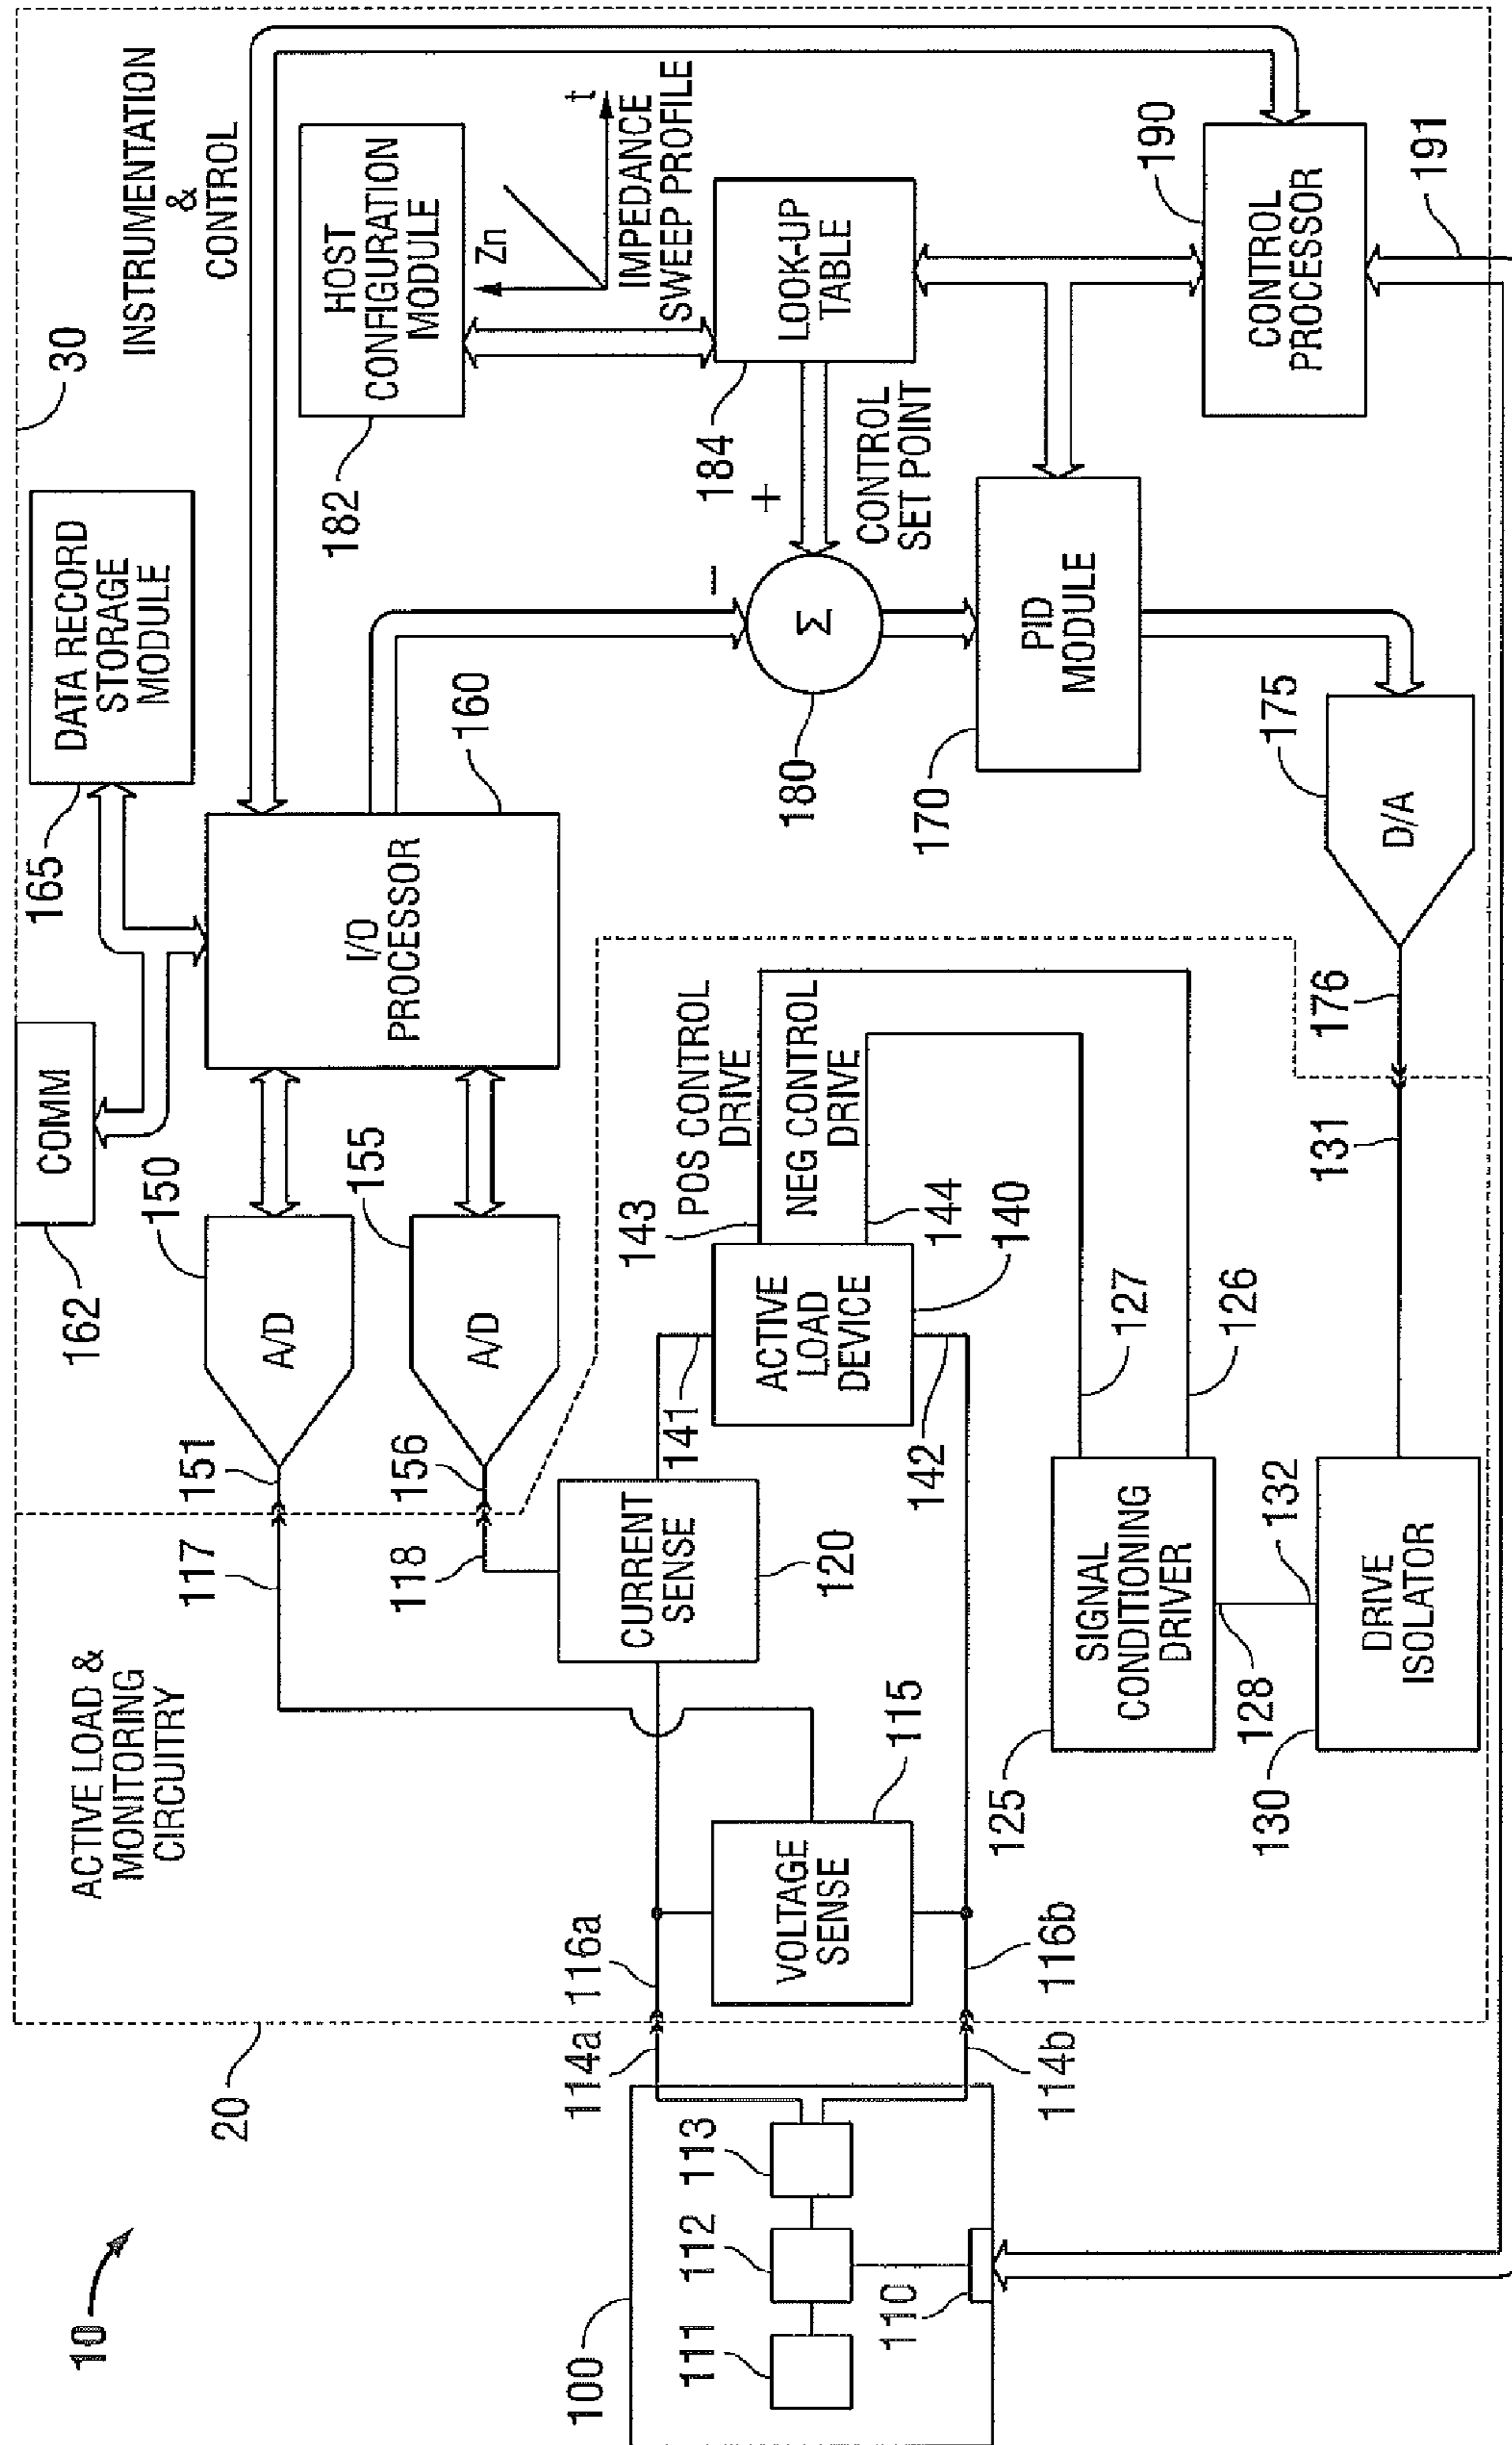 10
20
ACTIVE LOAD &
MONITORING
CIRCUITRY
30
INSTRUMENTATION
&
CONTROL
COMM
162
DATA RECORD
STORAGE
MODULE
165
HOST
CONFIGURATION
MODULE
182
Zn
t
IMPEDANCE
SWEEP PROFILE
117
151
A/D
150
118
156
A/D
155
I/O
PROCESSOR
160
LOOK-UP
TABLE
184
+
−
CONTROL
SET POINT
Σ
180
100
111
112
113
110
114a
114b
116a
116b
VOLTAGE
SENSE
115
CURRENT
SENSE
120
141
142
ACTIVE
LOAD
DEVICE
140
143
144
POS CONTROL
DRIVE
NEG CONTROL
DRIVE
PID
MODULE
170
CONTROL
PROCESSOR
190
191
SIGNAL
CONDITIONING
DRIVER
125
127
126
128
132
DRIVE
ISOLATOR
130
131
176
D/A
175